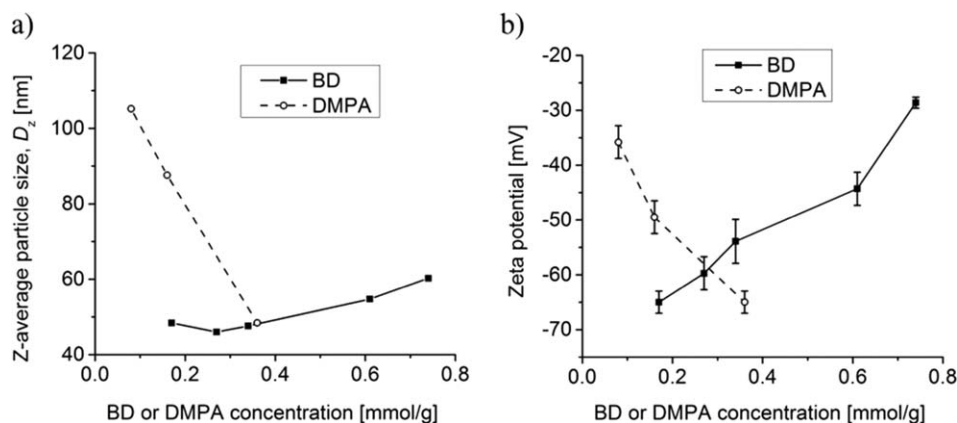 a)
120
100
80
60
40
Z-average particle size, D_z [nm]
BD
DMPA
0.0 0.2 0.4 0.6 0.8
BD or DMPA concentration [mmol/g]
b)
-20
-30
-40
-50
-60
-70
Zeta potential [mV]
BD
DMPA
0.0 0.2 0.4 0.6 0.8
BD or DMPA concentration [mmol/g]